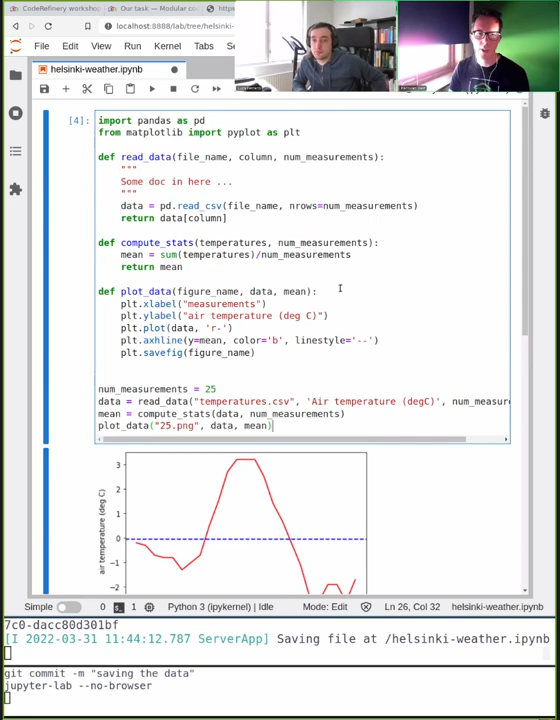 CodeRefinery workshop
Our task — Modular co
http
localhost:8888/lab/tree/helsinki-
File Edit View Run Kernel Tabs
helsinki-weather.ipynb
[4]:
import pandas as pd
from matplotlib import pyplot as plt
def read_data(file_name, column, num_measurements):
"""
Some doc in here ...
"""
data = pd.read_csv(file_name, nrows=num_measurements)
return data[column]
def compute_stats(temperatures, num_measurements):
mean = sum(temperatures)/num_measurements
return mean
def plot_data(figure_name, data, mean):
plt.xlabel("measurements")
plt.ylabel("air temperature (deg C)")
plt.plot(data, 'r-')
plt.axhline(y=mean, color='b', linestyle='--')
plt.savefig(figure_name)
num_measurements = 25
data = read_data("temperatures.csv", 'Air temperature (degC)', num_measur
mean = compute_stats(data, num_measurements)
plot_data("25.png", data, mean)
3
2
1
0
−1
−2
air temperature (deg C)
Simple 0 1 Python 3 (ipykernel) | Idle Mode: Edit Ln 26, Col 32 helsinki-weather.ipynb
7c0-dacc80d301bf
[I 2022-03-31 11:44:12.787 ServerApp] Saving file at /helsinki-weather.ipynb
git commit -m "saving the data"
jupyter-lab --no-browser